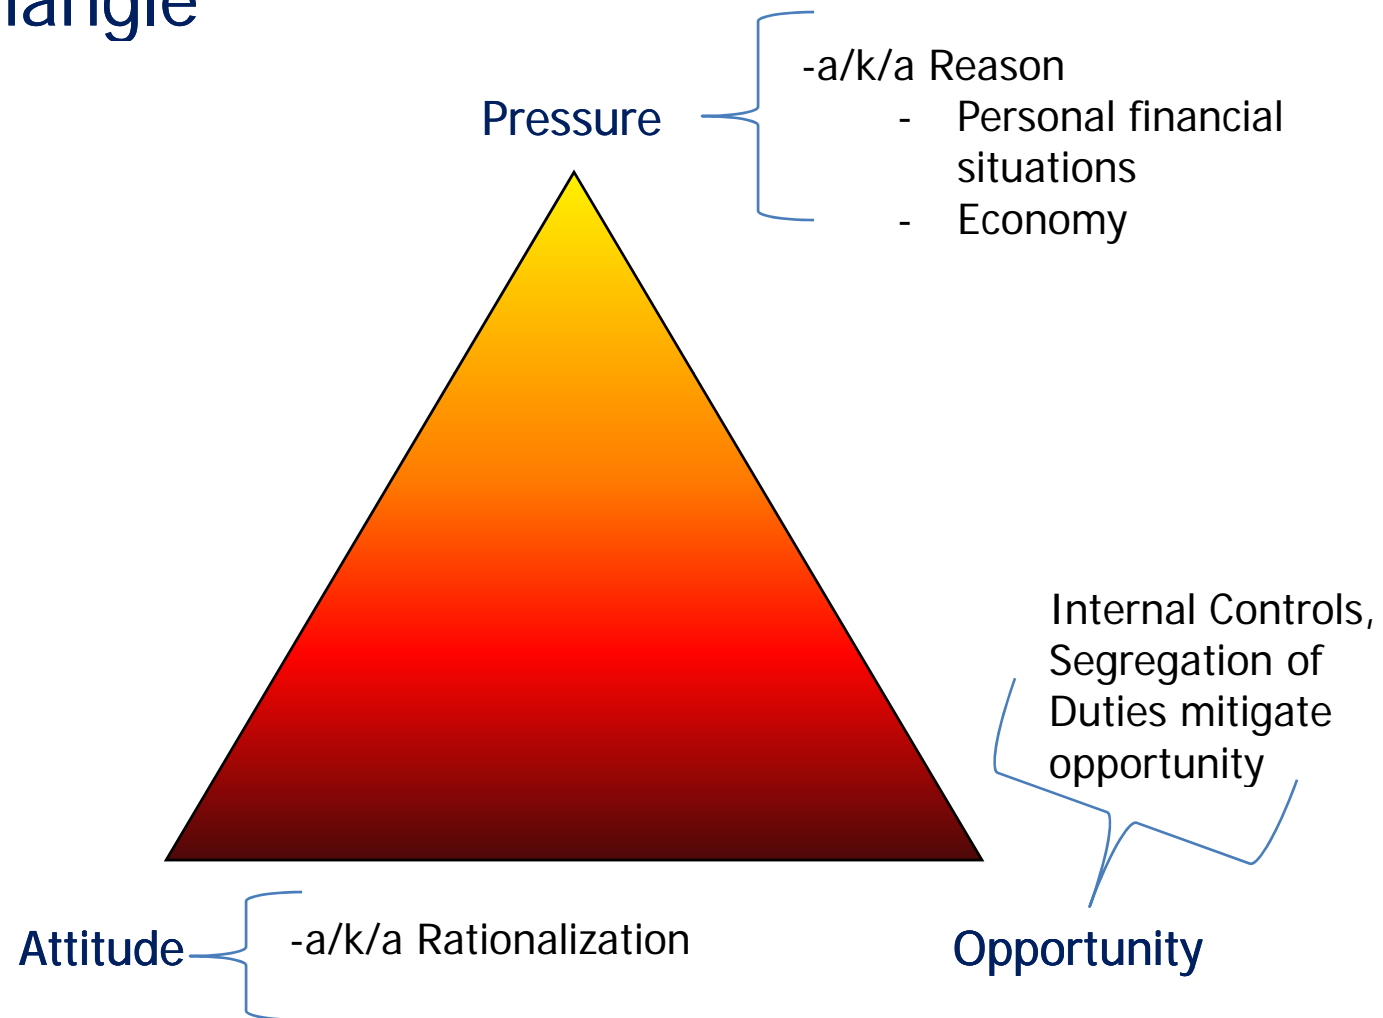 Pressure
-a/k/a Reason
- Personal financial
situations
- Economy
Internal Controls,
Segregation of
Duties mitigate
opportunity
Attitude
-a/k/a Rationalization
Opportunity